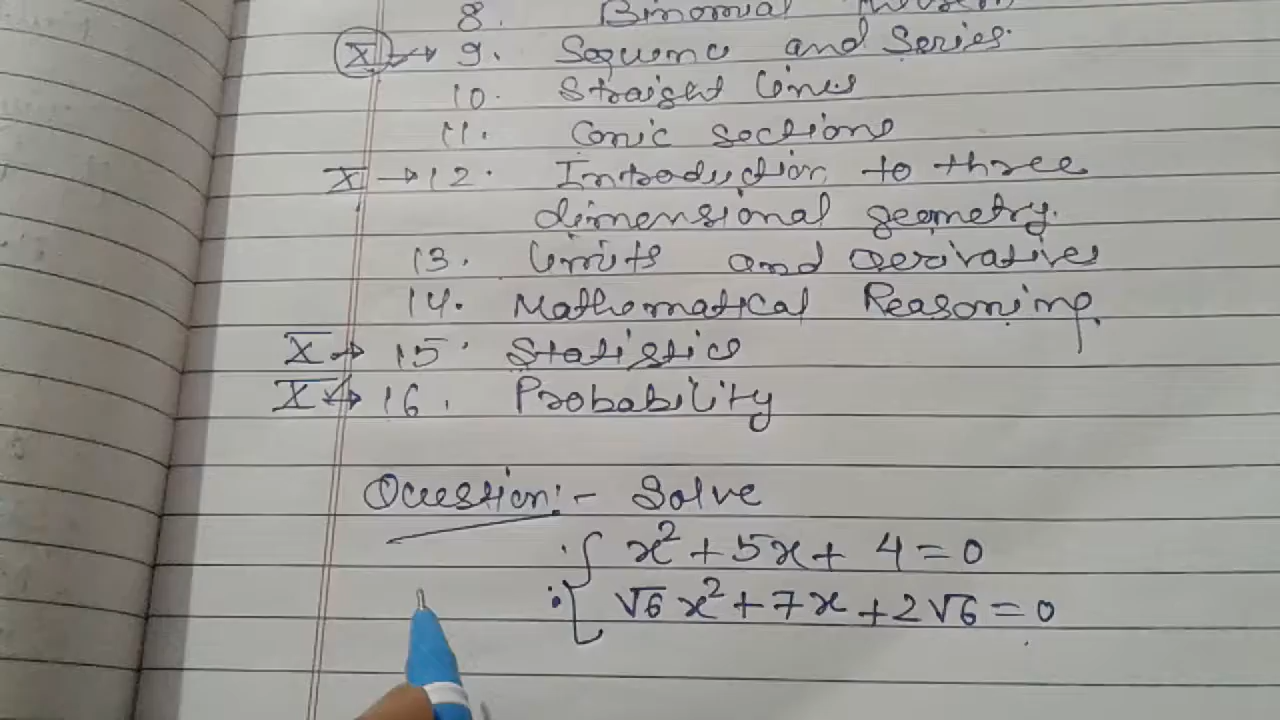 8. Binomial
X → 9. Sequence and Series.
10. Straight lines
11. Conic sections
X → 12. Introduction to three
dimensional geometry.
13. Limits and Derivatives
14. Mathematical Reasoning.
X → 15. Statistics
X → 16. Probability
Question:- Solve
x² + 5x + 4 = 0
√6 x² + 7x + 2√6 = 0